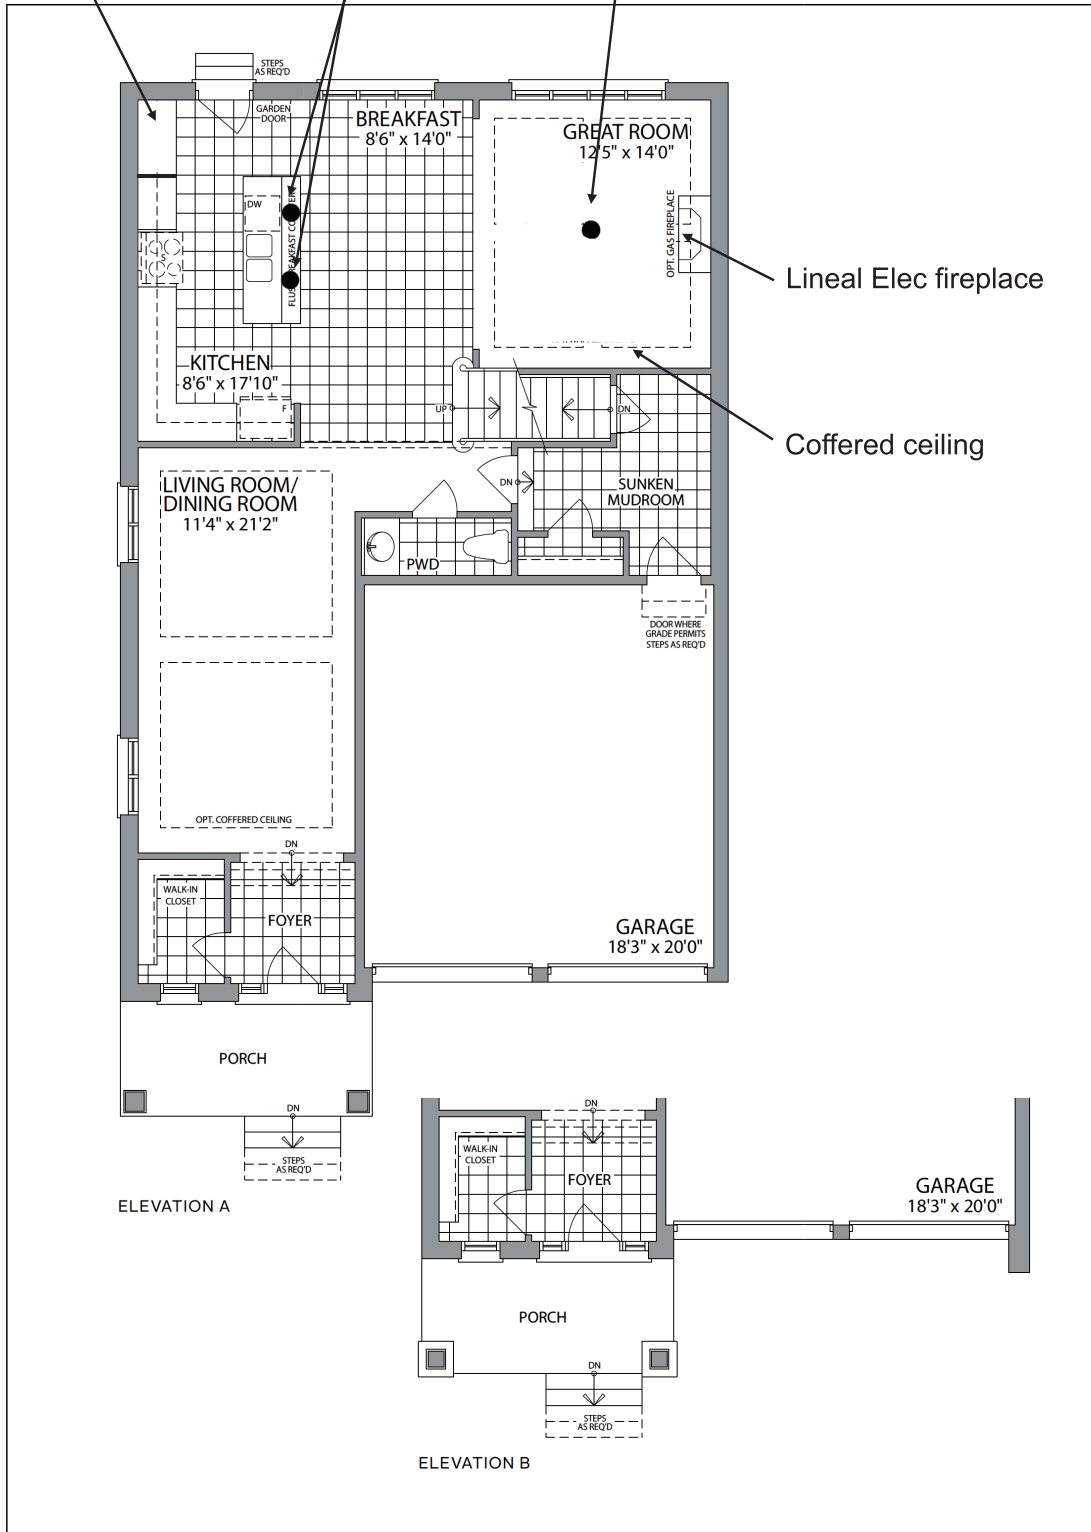 STEPS
AS REQ'D
GARDEN
DOOR
BREAKFAST
8'6" x 14'0"
GREAT ROOM
12'5" x 14'0"
DW
OPT. GAS FIREPLACE
Lineal Elec fireplace
S
KITCHEN
8'6" x 17'10"
F
UP
DN
Coffered ceiling
LIVING ROOM/
DINING ROOM
11'4" x 21'2"
DN
SUNKEN
MUDROOM
PWD
DOOR WHERE
GRADE PERMITS
STEPS AS REQ'D
OPT. COFFERED CEILING
DN
WALK-IN
CLOSET
FOYER
GARAGE
18'3" x 20'0"
PORCH
DN
STEPS
AS REQ'D
ELEVATION A
DN
WALK-IN
CLOSET
FOYER
GARAGE
18'3" x 20'0"
PORCH
DN
STEPS
AS REQ'D
ELEVATION B